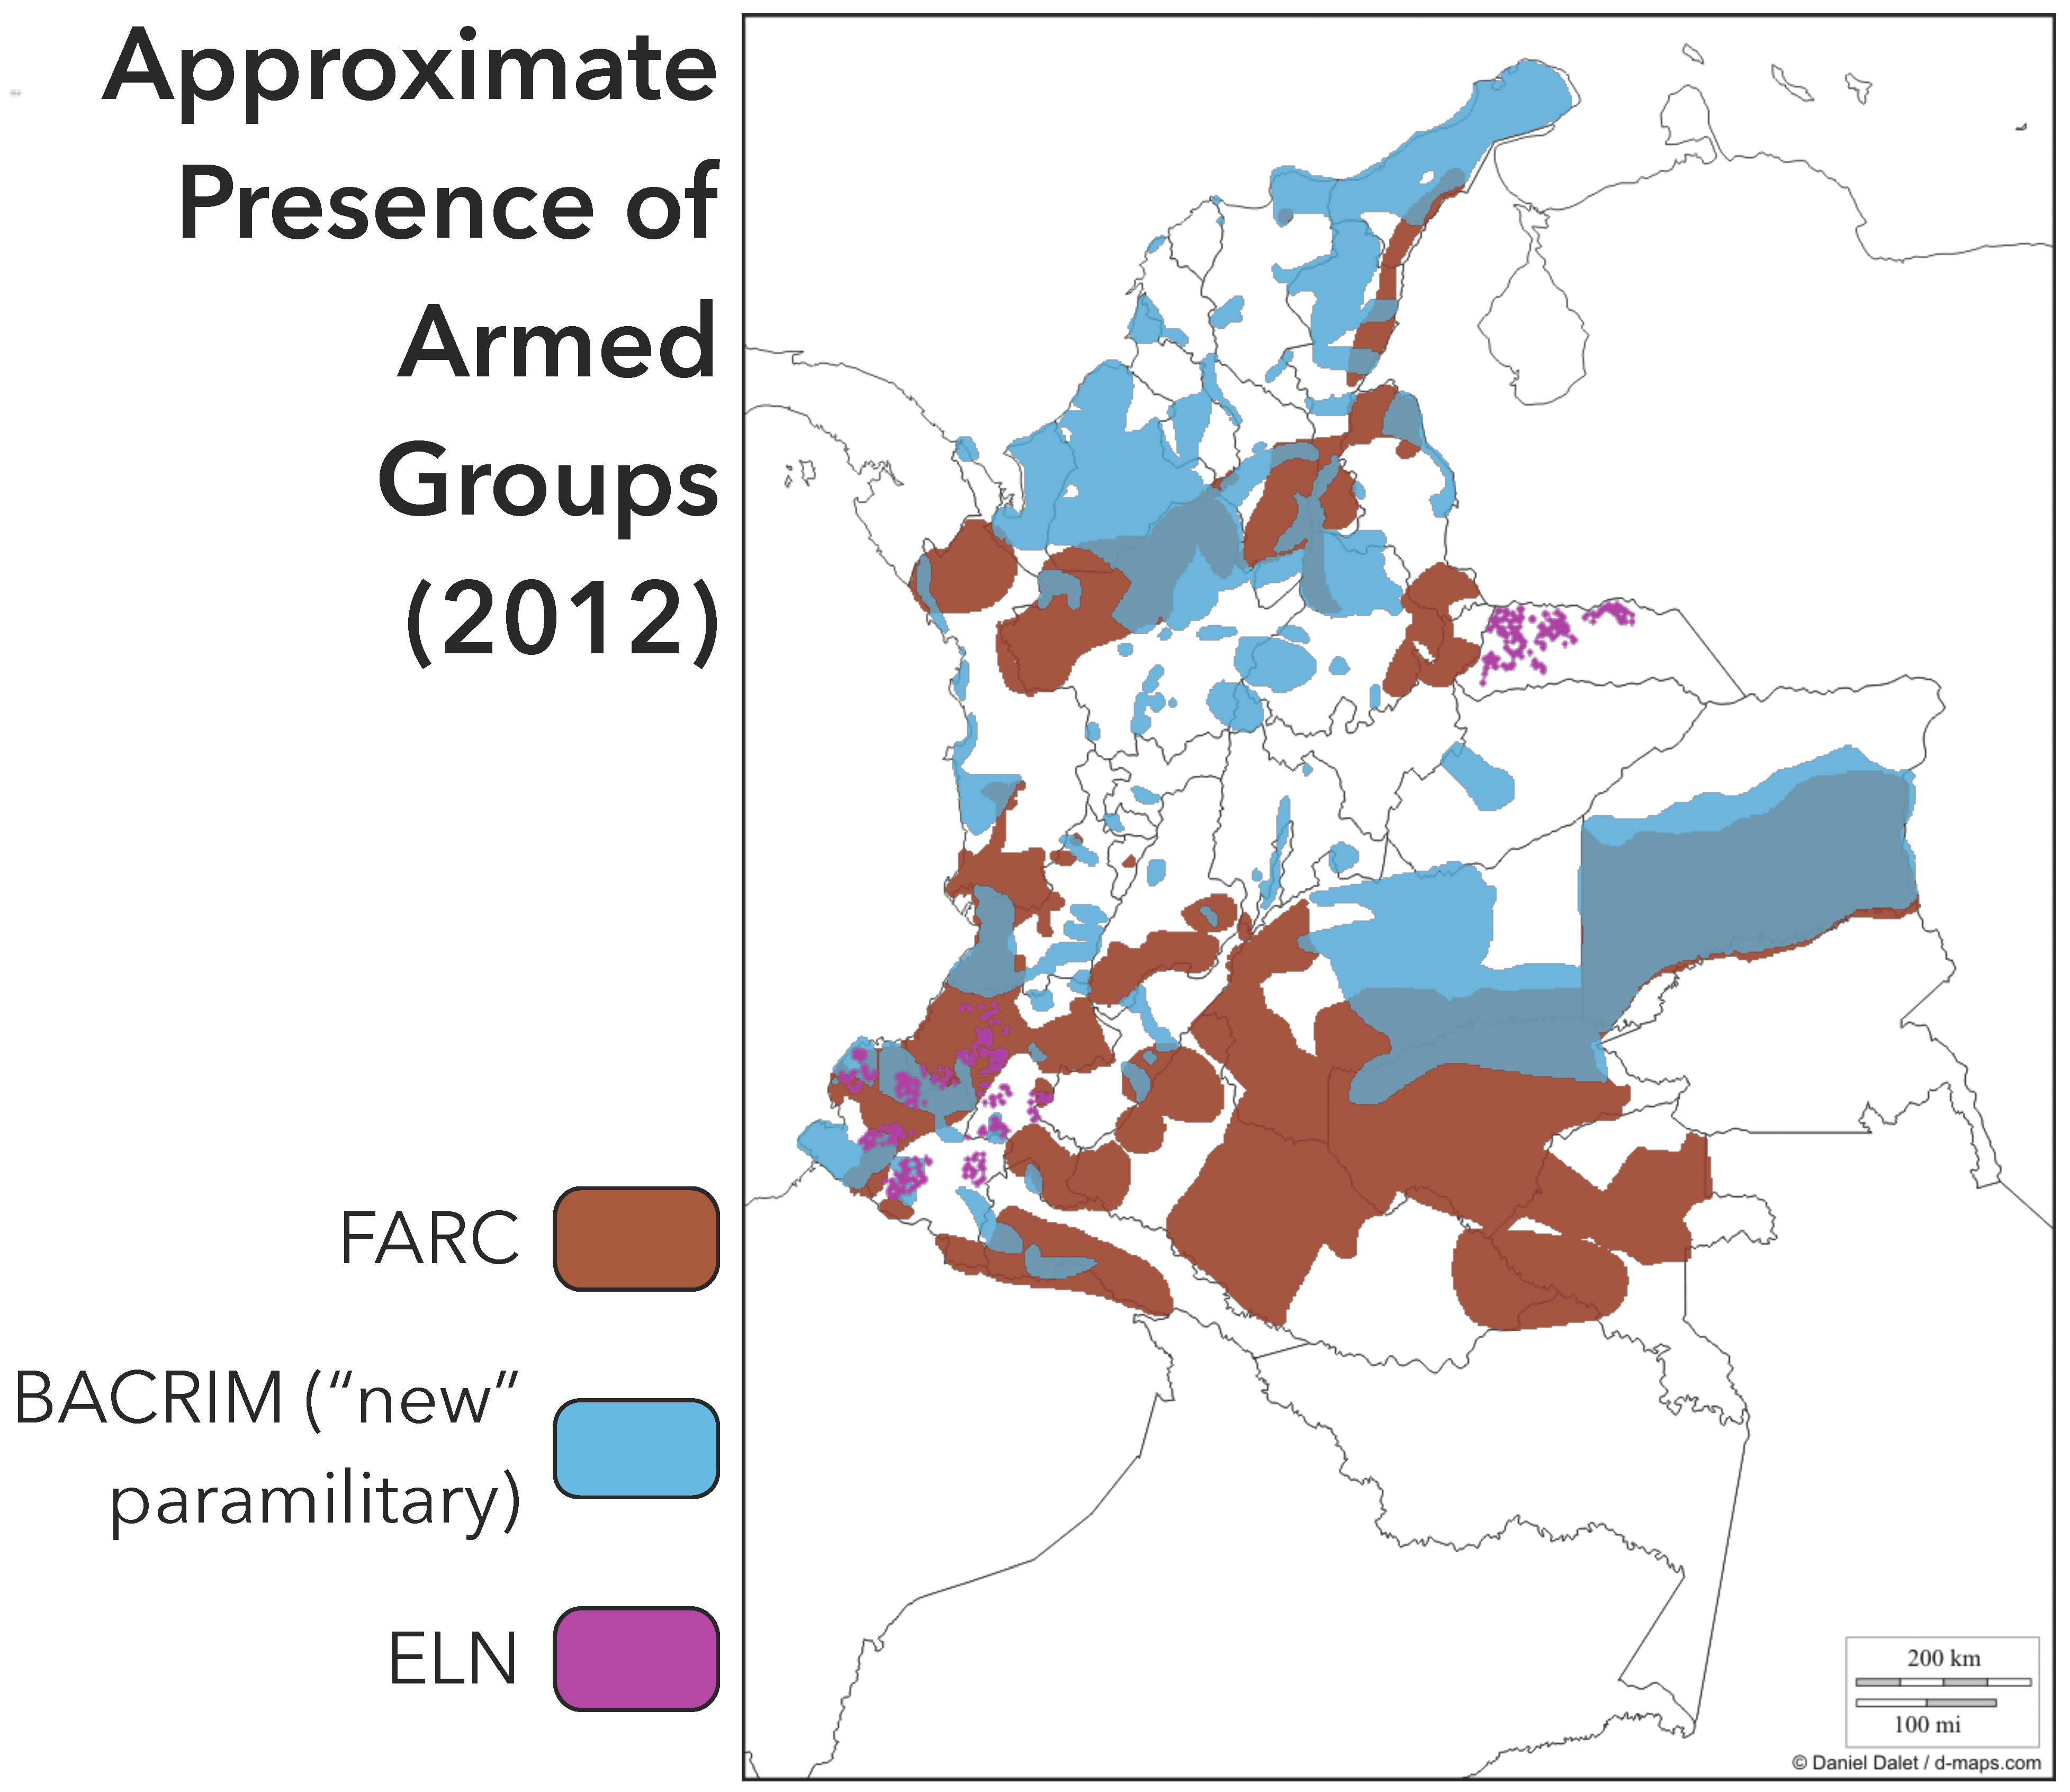 Approximate
Presence of
Armed
Groups
(2012)
FARC
BACRIM (“new”
paramilitary)
ELN
200 km
100 mi
© Daniel Dalet / d-maps.com